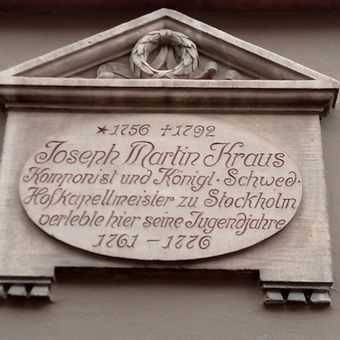 *1756 †1792
Joseph Martin Kraus
Komponist und Königl. Schwed.
Hofkapellmeister zu Stockholm
verlebte hier seine Jugendjahre
1761 – 1776